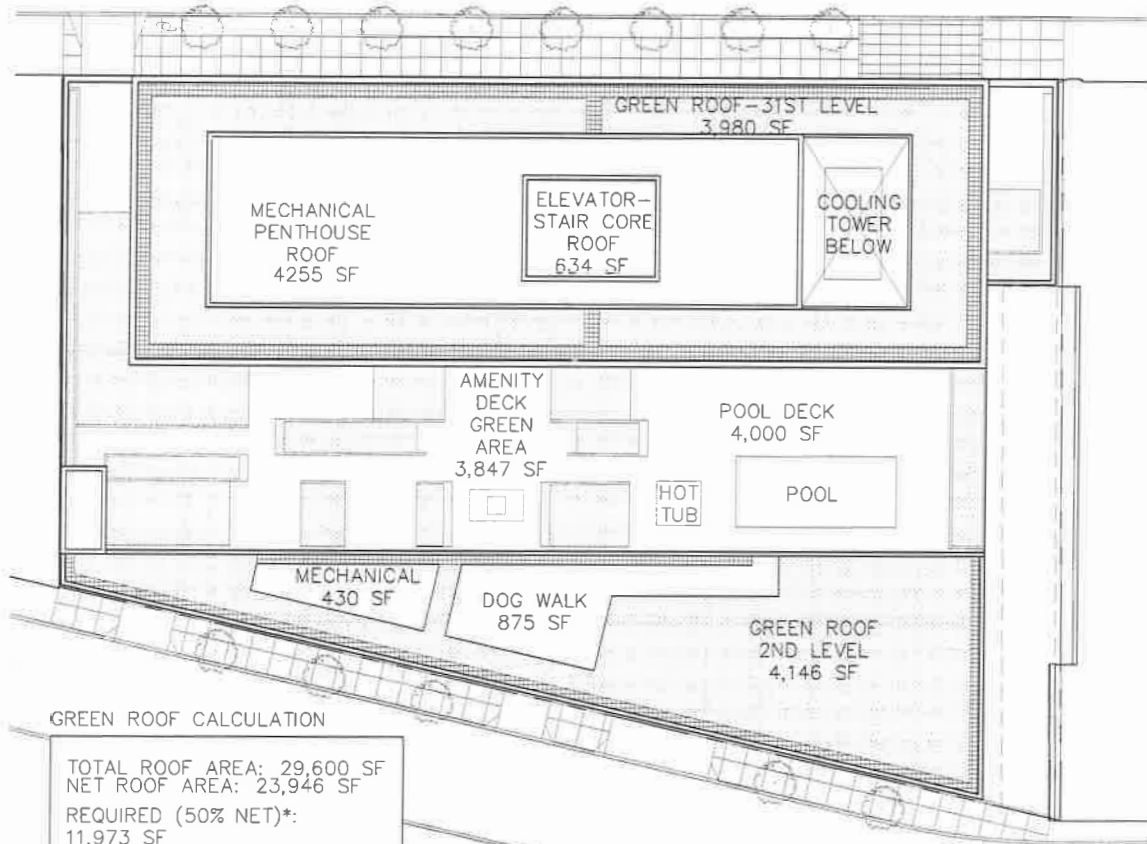 GREEN ROOF-31ST LEVEL
3,980 SF
MECHANICAL
PENTHOUSE
ROOF
4255 SF
ELEVATOR-
STAIR CORE
ROOF
634 SF
COOLING
TOWER
BELOW
AMENITY
DECK
GREEN
AREA
3,847 SF
POOL DECK
4,000 SF
HOT
TUB
POOL
MECHANICAL
430 SF
DOG WALK
875 SF
GREEN ROOF
2ND LEVEL
4,146 SF
GREEN ROOF CALCULATION
TOTAL ROOF AREA: 29,600 SF
NET ROOF AREA: 23,946 SF
REQUIRED (50% NET)*:
11,973 SF